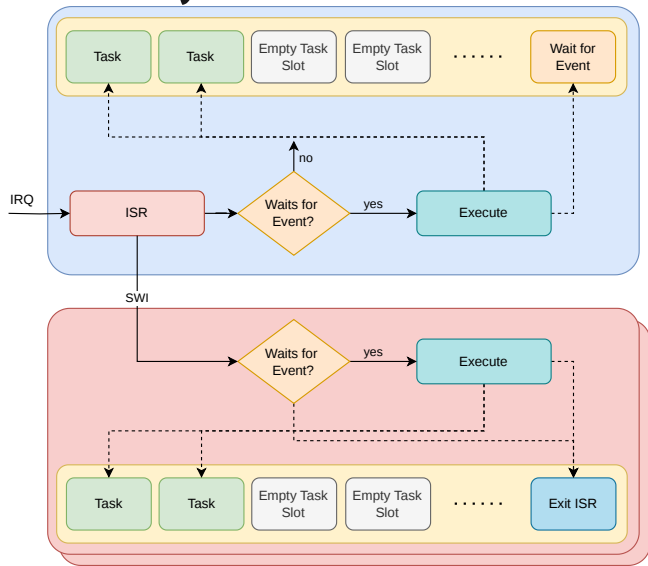 Task
Task
Empty Task
Slot
Empty Task
Slot
......
Wait for
Event
no
IRQ
ISR
Waits for
Event?
yes
Execute
SWI
Waits for
Event?
yes
Execute
Task
Task
Empty Task
Slot
Empty Task
Slot
......
Exit ISR